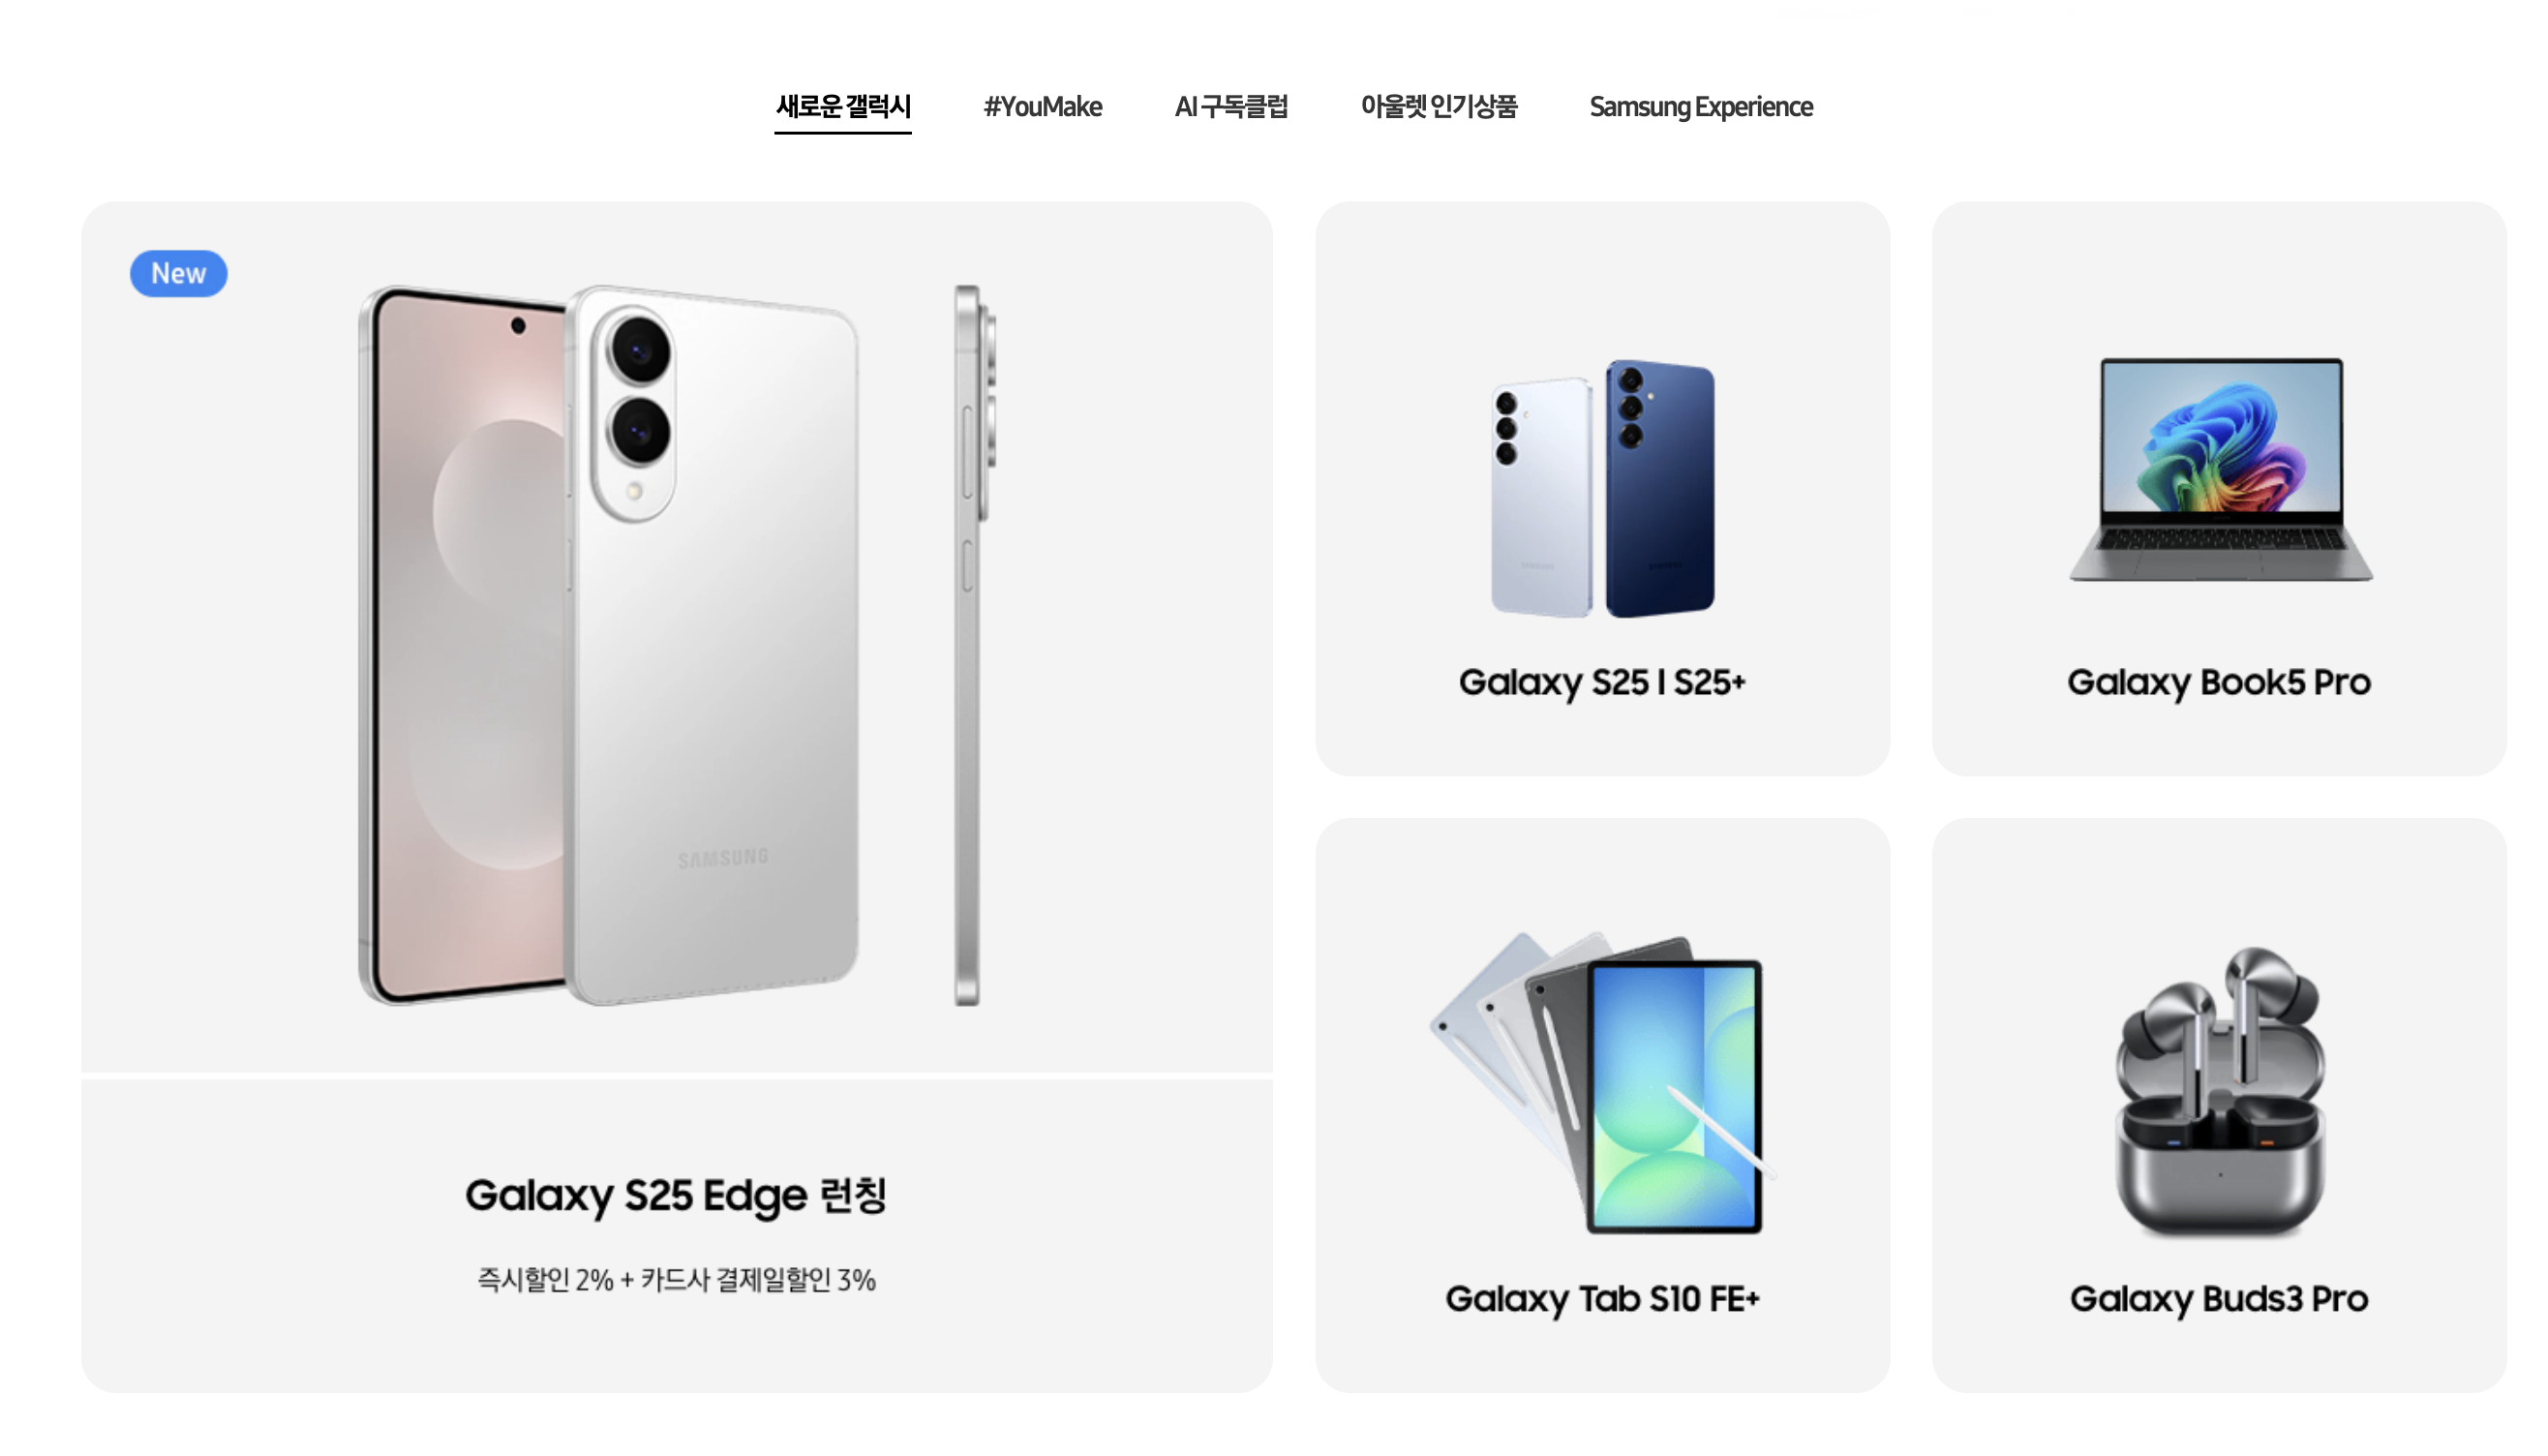 새로운 갤럭시
#YouMake
AI 구독클럽
아울렛 인기상품
Samsung Experience
New
SAMSUNG
Galaxy S25 Edge 런칭
즉시할인 2% + 카드사 결제일할인 3%
Galaxy S25 l S25+
Galaxy Book5 Pro
Galaxy Tab S10 FE+
Galaxy Buds3 Pro